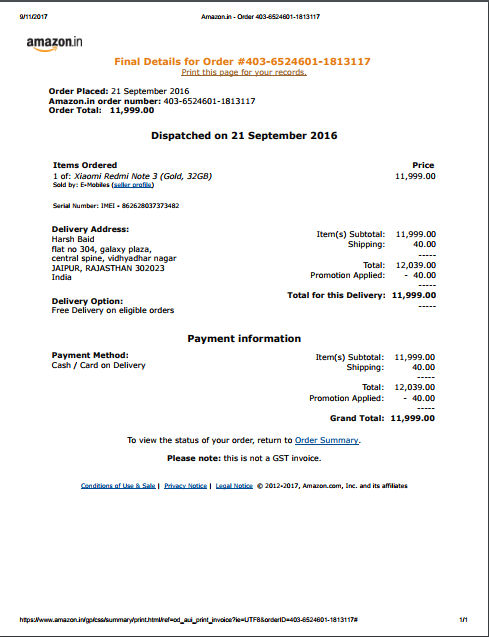 9/11/2017 Amazon.in - Order 403-6524601-1813117
amazon.in
Final Details for Order #403-6524601-1813117
Print this page for your records.
Order Placed: 21 September 2016
Amazon.in order number: 403-6524601-1813117
Order Total: 11,999.00
Dispatched on 21 September 2016
Items Ordered Price
1 of: Xiaomi Redmi Note 3 (Gold, 32GB) 11,999.00
Sold by: E-Mobiles (seller profile)
Serial Number: IMEI - 862628037373482
Delivery Address:
Harsh Baid
flat no 304, galaxy plaza,
central spine, vidhyadhar nagar
JAIPUR, RAJASTHAN 302023
India
Delivery Option:
Free Delivery on eligible orders
Item(s) Subtotal: 11,999.00
Shipping: 40.00
-----
Total: 12,039.00
Promotion Applied: - 40.00
-----
Total for this Delivery: 11,999.00
-----
Payment information
Payment Method:
Cash / Card on Delivery
Item(s) Subtotal: 11,999.00
Shipping: 40.00
-----
Total: 12,039.00
Promotion Applied: - 40.00
-----
Grand Total: 11,999.00
To view the status of your order, return to Order Summary.
Please note: this is not a GST invoice.
Conditions of Use & Sale | Privacy Notice | Legal Notice © 2012-2017, Amazon.com, Inc. and its affiliates
https://www.amazon.in/gp/css/summary/print.html/ref=od_aui_print_invoice?ie=UTF8&orderID=403-6524601-1813117# 1/1